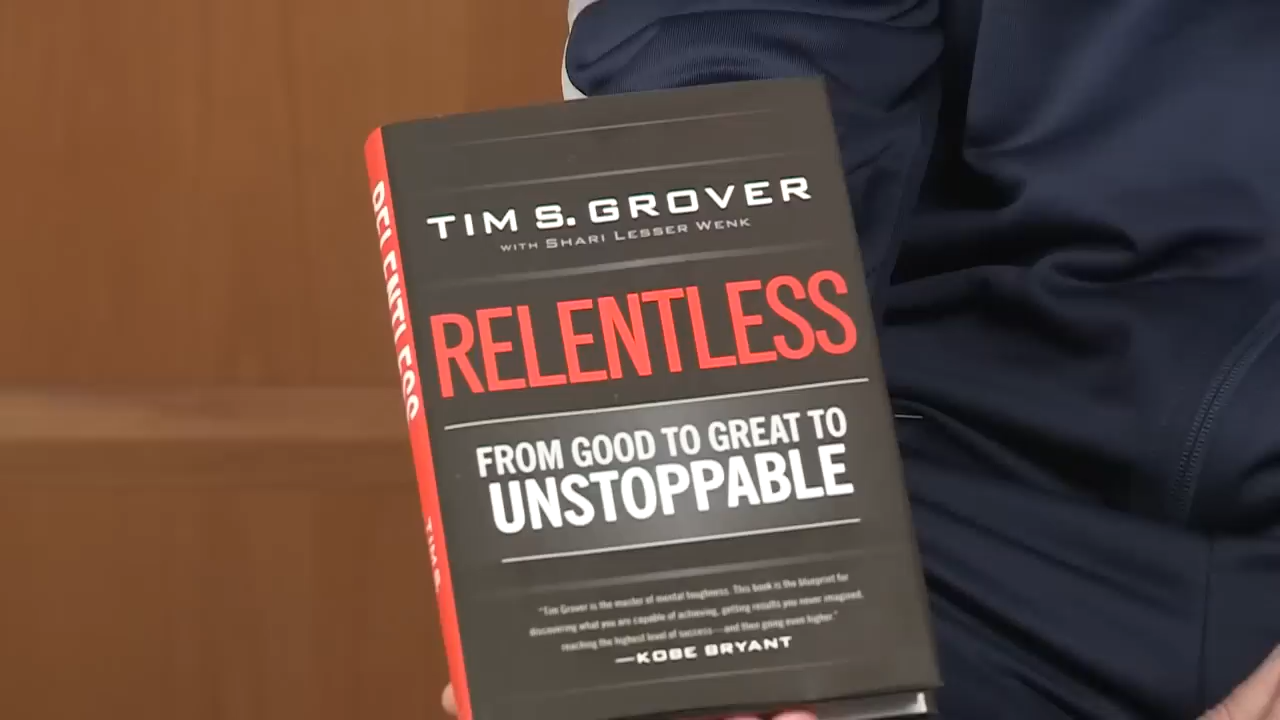 TIM S. GROVER
WITH SHARI LESSER WENK
RELENTLESS
FROM GOOD TO GREAT TO
UNSTOPPABLE
"Tim Grover is the master of mental toughness. This book is the blueprint for
discovering what you are capable of achieving, getting results you never imagined,
reaching the highest level of success—and then going even higher."
—KOBE BRYANT
RELENTLESS
TIM S.